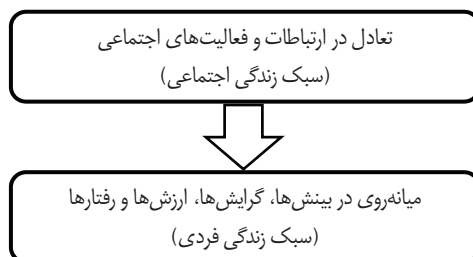 تعادل در ارتباطات و فعالیت‌های اجتماعی
(سبک زندگی اجتماعی)
میانه‌روی در بینش‌ها، گرایش‌ها، ارزش‌ها و رفتارها
(سبک زندگی فردی)